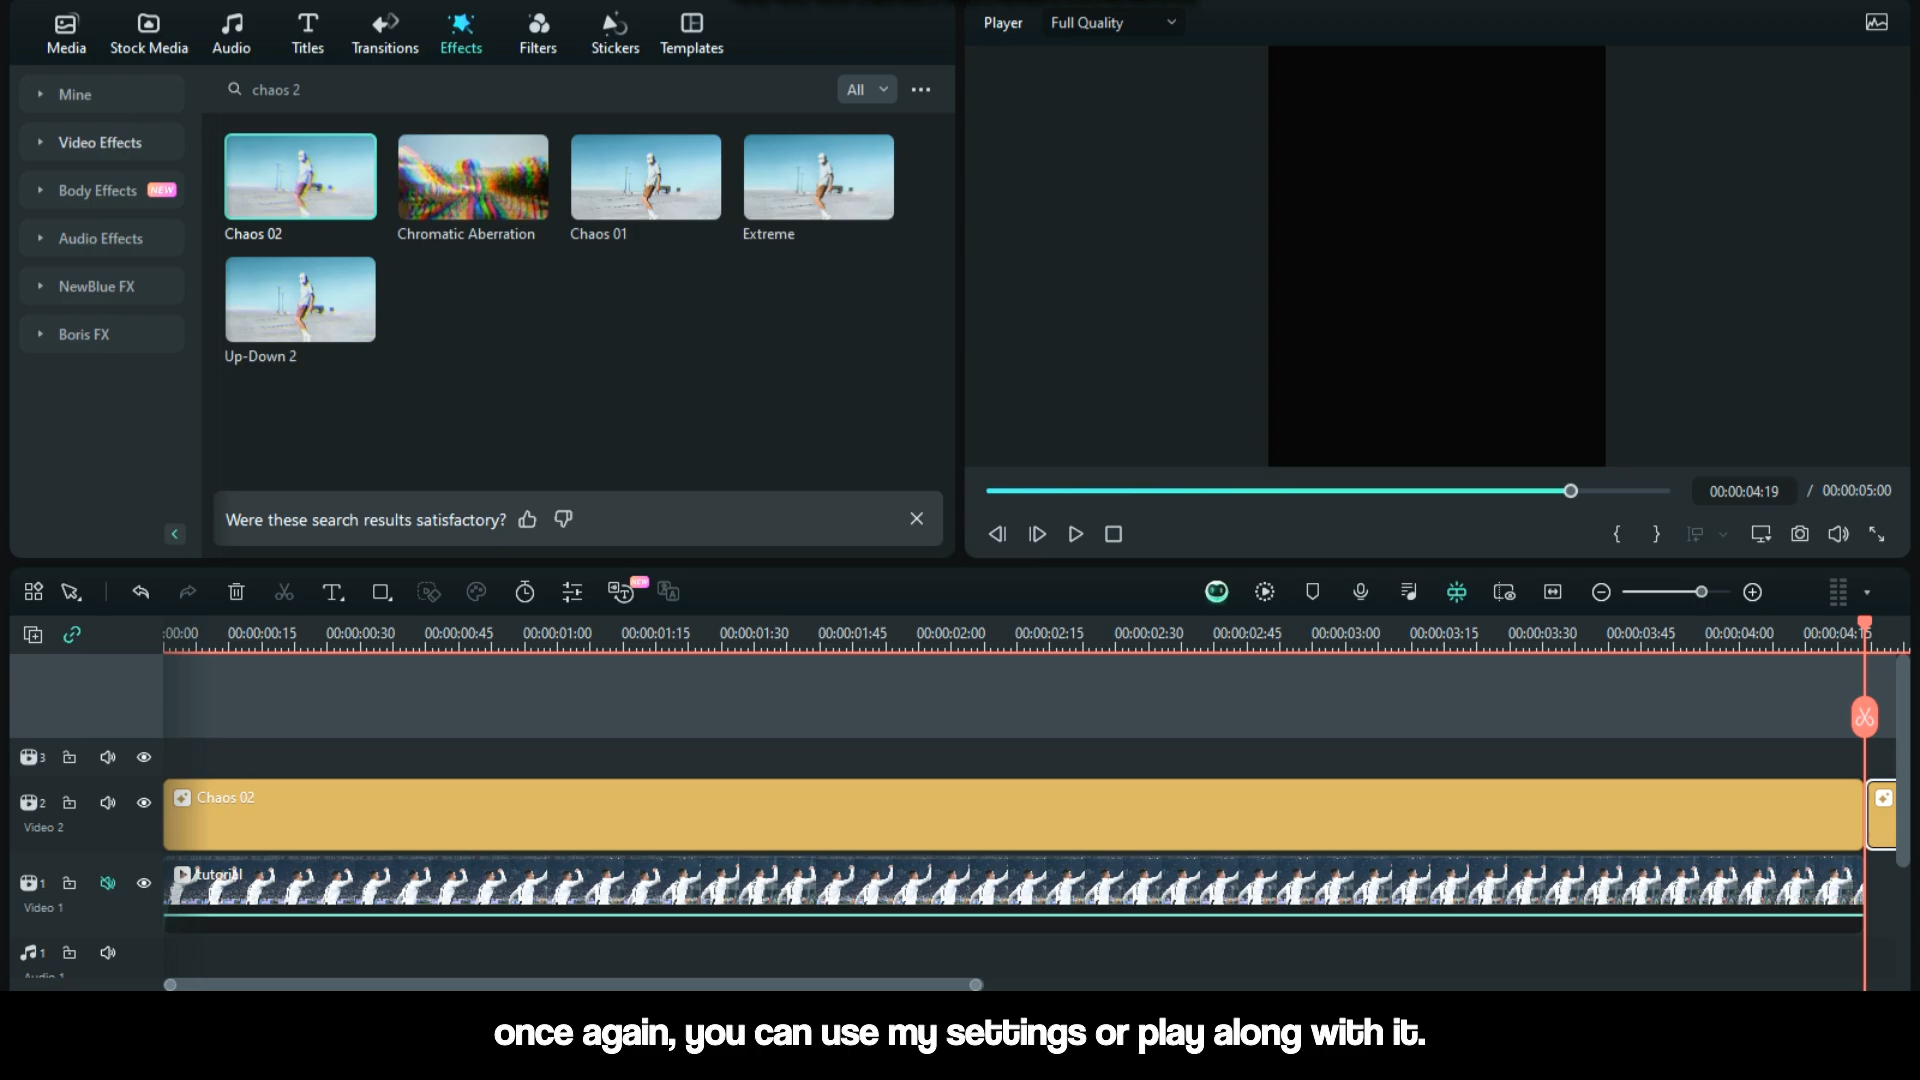 Media
Stock Media
Audio
Titles
Transitions
Effects
Filters
Stickers
Templates
Player
Full Quality
Mine
Video Effects
Body Effects NEW
Audio Effects
NewBlue FX
Boris FX
chaos 2
All
Chaos 02
Chromatic Aberration
Chaos 01
Extreme
Up-Down 2
Were these search results satisfactory?
00:00:04:19 / 00:00:05:00
NEW
:00:00 00:00:00:15 00:00:00:30 00:00:00:45 00:00:01:00 00:00:01:15 00:00:01:30 00:00:01:45 00:00:02:00 00:00:02:15 00:00:02:30 00:00:02:45 00:00:03:00 00:00:03:15 00:00:03:30 00:00:03:45 00:00:04:00 00:00:04:15
3
2
Video 2
Chaos 02
1
Video 1
tutorial
1
Audio 1
once again, you can use my settings or play along with it.